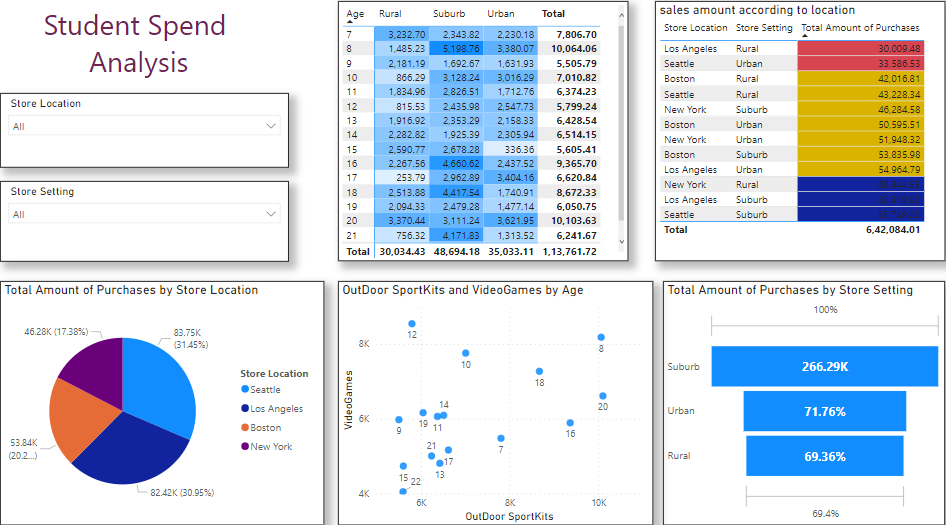 Student Spend
Analysis
Store Location
All
Store Setting
All
Age Rural Suburb Urban Total
7 3,232.70 2,343.82 2,230.18 7,806.70
8 1,485.23 5,198.76 3,380.07 10,064.06
9 2,181.19 1,692.67 1,631.93 5,505.79
10 866.29 3,128.24 3,016.29 7,010.82
11 1,834.96 2,826.51 1,712.76 6,374.23
12 815.53 2,435.98 2,547.73 5,799.24
13 1,916.92 2,353.29 2,158.33 6,428.54
14 2,282.82 1,925.39 2,305.94 6,514.15
15 2,590.77 2,678.28 336.36 5,605.41
16 2,267.56 4,660.62 2,437.52 9,365.70
17 253.79 2,962.89 3,404.16 6,620.84
18 2,513.88 4,417.54 1,740.91 8,672.33
19 2,094.33 2,479.28 1,477.14 6,050.75
20 3,370.44 3,111.24 3,621.95 10,103.63
21 756.32 4,171.83 1,313.52 6,241.67
Total 30,034.43 48,694.18 35,033.11 1,13,761.72
sales amount according to location
Store Location Store Setting Total Amount of Purchases
Los Angeles Rural 30,009.48
Seattle Urban 33,586.53
Boston Rural 42,016.81
Seattle Rural 43,228.34
New York Suburb 46,284.58
Boston Urban 50,595.51
New York Urban 51,948.32
Boston Suburb 53,835.98
Los Angeles Urban 54,964.79
New York Rural
Los Angeles Suburb
Seattle Suburb
Total 6,42,084.01
Total Amount of Purchases by Store Location
46.28K (17.38%)
83.75K
(31.45%)
53.84K
(20.2...)
82.42K (30.95%)
Store Location
Seattle
Los Angeles
Boston
New York
OutDoor SportKits and VideoGames by Age
VideoGames
8K
6K
4K
12
8
10
18
20
14
19
11
9
16
7
21
17
13
15
22
6K 8K 10K
OutDoor SportKits
Total Amount of Purchases by Store Setting
100%
Suburb 266.29K
Urban 71.76%
Rural 69.36%
69.4%